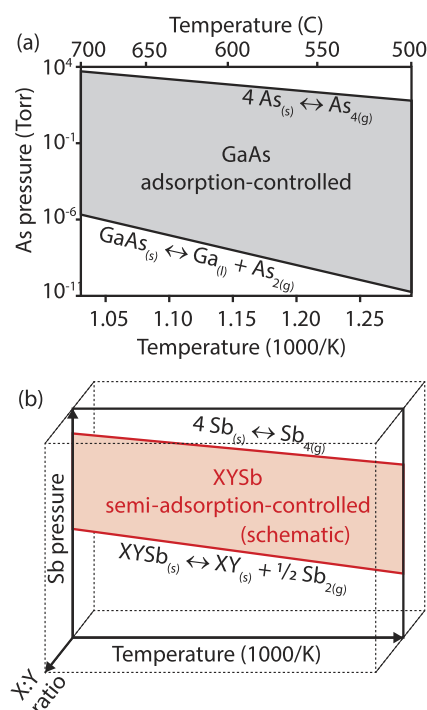 Temperature (C)
(a)
700 650 600 550 500
10⁴
10⁻¹
10⁻⁶
10⁻¹¹
As pressure (Torr)
4 As(s) ↔ As4(g)
GaAs
adsorption-controlled
GaAs(s) ↔ Ga(l) + As2(g)
1.05 1.10 1.15 1.20 1.25
Temperature (1000/K)
(b)
4 Sb(s) ↔ Sb4(g)
XYSb
semi-adsorption-controlled
(schematic)
Sb pressure
XYSb(s) ↔ XY(s) + ½ Sb2(g)
Temperature (1000/K)
X:Y
ratio